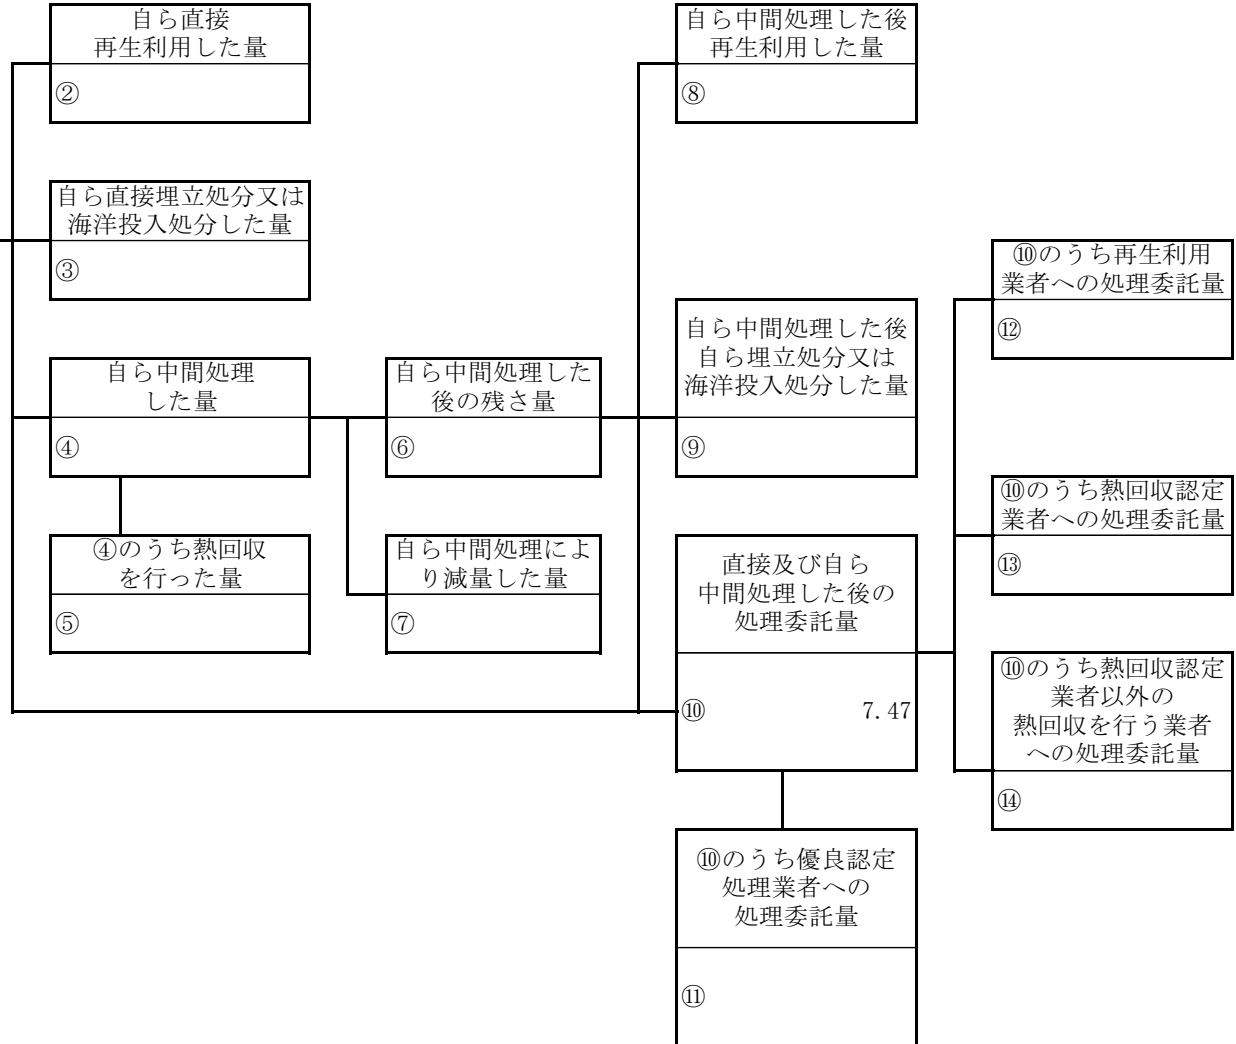 自ら直接
再生利用した量
②
自ら中間処理した後
再生利用した量
⑧
自ら直接埋立処分又は
海洋投入処分した量
③
⑩のうち再生利用
業者への処理委託量
⑫
自ら中間処理した後
自ら埋立処分又は
海洋投入処分した量
⑨
自ら中間処理
した量
④
自ら中間処理した
後の残さ量
⑥
⑩のうち熱回収認定
業者への処理委託量
⑬
④のうち熱回収
を行った量
⑤
自ら中間処理によ
り減量した量
⑦
直接及び自ら
中間処理した後の
処理委託量
⑩ 7.47
⑩のうち熱回収認定
業者以外の
熱回収を行う業者
への処理委託量
⑭
⑩のうち優良認定
処理業者への
処理委託量
⑪